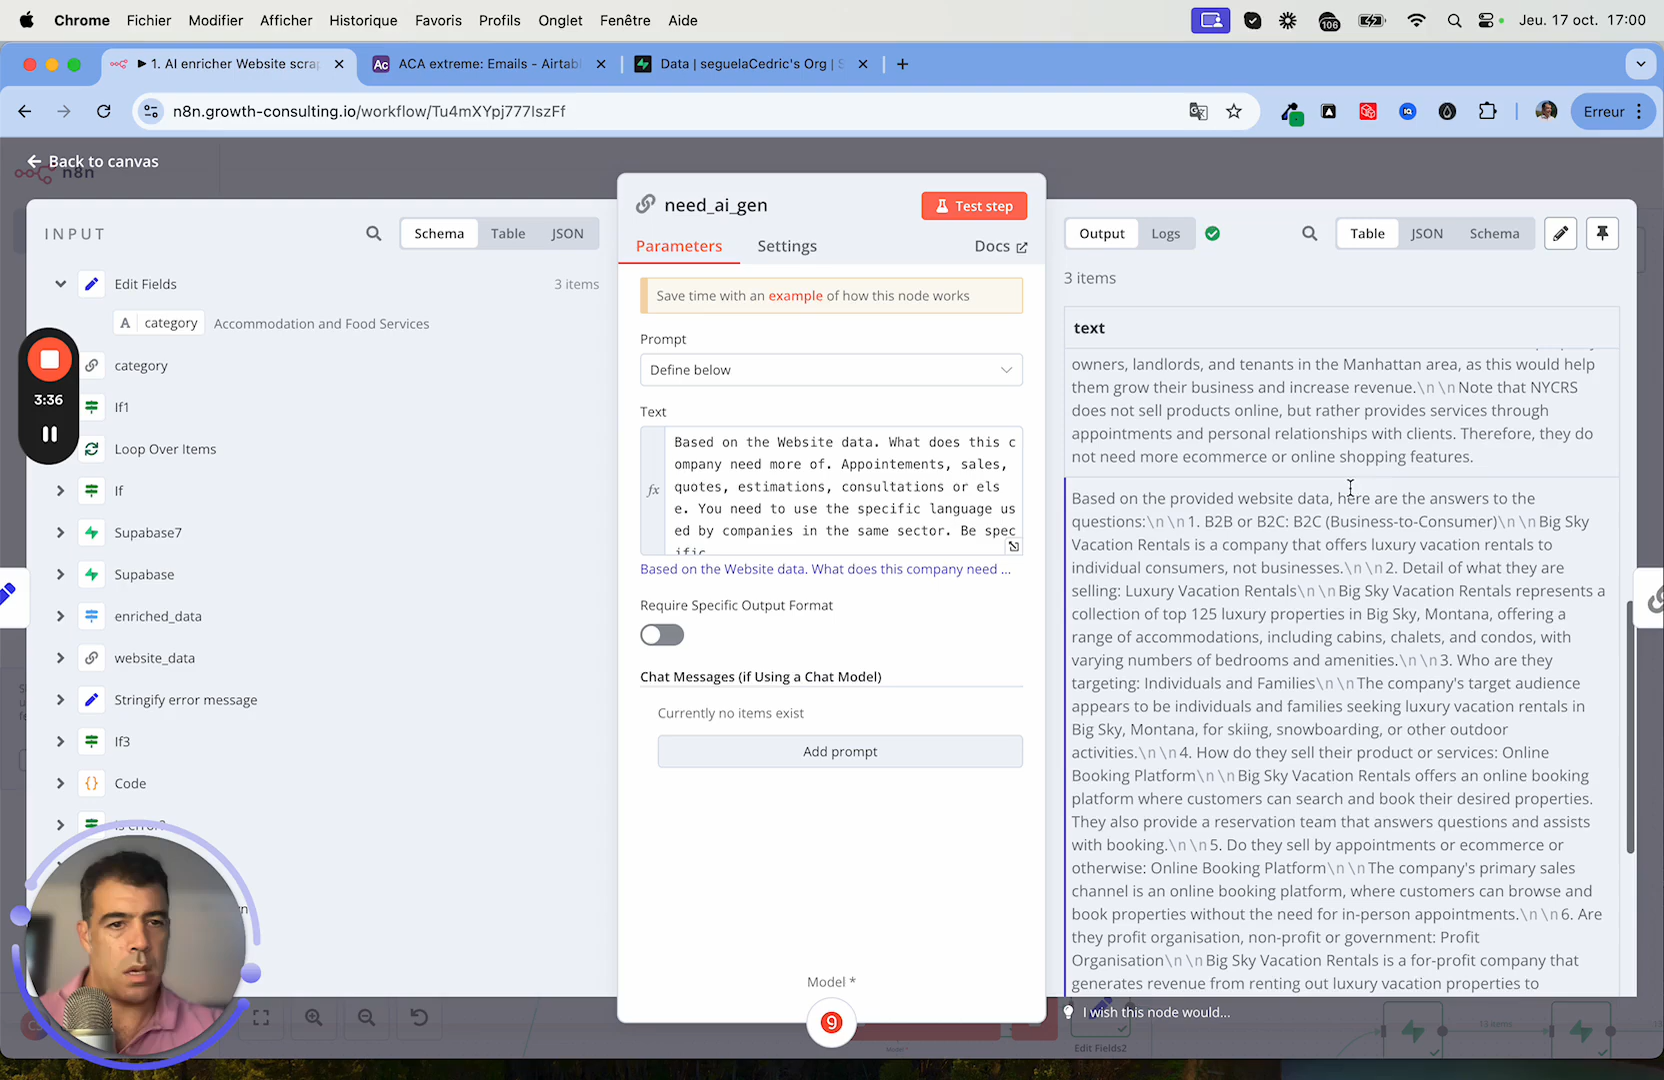 Chrome Fichier Modifier Afficher Historique Favoris Profils Onglet Fenêtre Aide
106
Jeu. 17 oct. 17:00
▶ 1. AI enricher Website scra
Ac
ACA extreme: Emails - Airtab
Data | seguelaCedric's Org | S
n8n.growth-consulting.io/workflow/Tu4mXYpj777IszFf
Erreur
Back to canvas
n8n
INPUT
Schema
Table
JSON
Edit Fields
3 items
A category
Accommodation and Food Services
category
If1
3:36
Loop Over Items
If
Supabase7
Supabase
enriched_data
website_data
Stringify error message
If3
Code
Is error?
need_ai_gen
Test step
Parameters
Settings
Docs
Save time with an example of how this node works
Prompt
Define below
Text
fx
Based on the Website data. What does this c
ompany need more of. Appointements, sales,
quotes, estimations, consultations or els
e. You need to use the specific language us
ed by companies in the same sector. Be spec
ific
Based on the Website data. What does this company need ...
Require Specific Output Format
Chat Messages (if Using a Chat Model)
Currently no items exist
Add prompt
Model *
9
Output
Logs
Table
JSON
Schema
3 items
text
owners, landlords, and tenants in the Manhattan area, as this would help
them grow their business and increase revenue.\n\nNote that NYCRS
does not sell products online, but rather provides services through
appointments and personal relationships with clients. Therefore, they do
not need more ecommerce or online shopping features.
Based on the provided website data, here are the answers to the
questions:\n\n1. B2B or B2C: B2C (Business-to-Consumer)\n\nBig Sky
Vacation Rentals is a company that offers luxury vacation rentals to
individual consumers, not businesses.\n\n2. Detail of what they are
selling: Luxury Vacation Rentals\n\nBig Sky Vacation Rentals represents a
collection of top 125 luxury properties in Big Sky, Montana, offering a
range of accommodations, including cabins, chalets, and condos, with
varying numbers of bedrooms and amenities.\n\n3. Who are they
targeting: Individuals and Families\n\nThe company's target audience
appears to be individuals and families seeking luxury vacation rentals in
Big Sky, Montana, for skiing, snowboarding, or other outdoor
activities.\n\n4. How do they sell their product or services: Online
Booking Platform\n\nBig Sky Vacation Rentals offers an online booking
platform where customers can search and book their desired properties.
They also provide a reservation team that answers questions and assists
with booking.\n\n5. Do they sell by appointments or ecommerce or
otherwise: Online Booking Platform\n\nThe company's primary sales
channel is an online booking platform, where customers can browse and
book properties without the need for in-person appointments.\n\n6. Are
they profit organisation, non-profit or government: Profit
Organisation\n\nBig Sky Vacation Rentals is a for-profit company that
generates revenue from renting out luxury vacation properties to
I wish this node would...
Edit Fields2